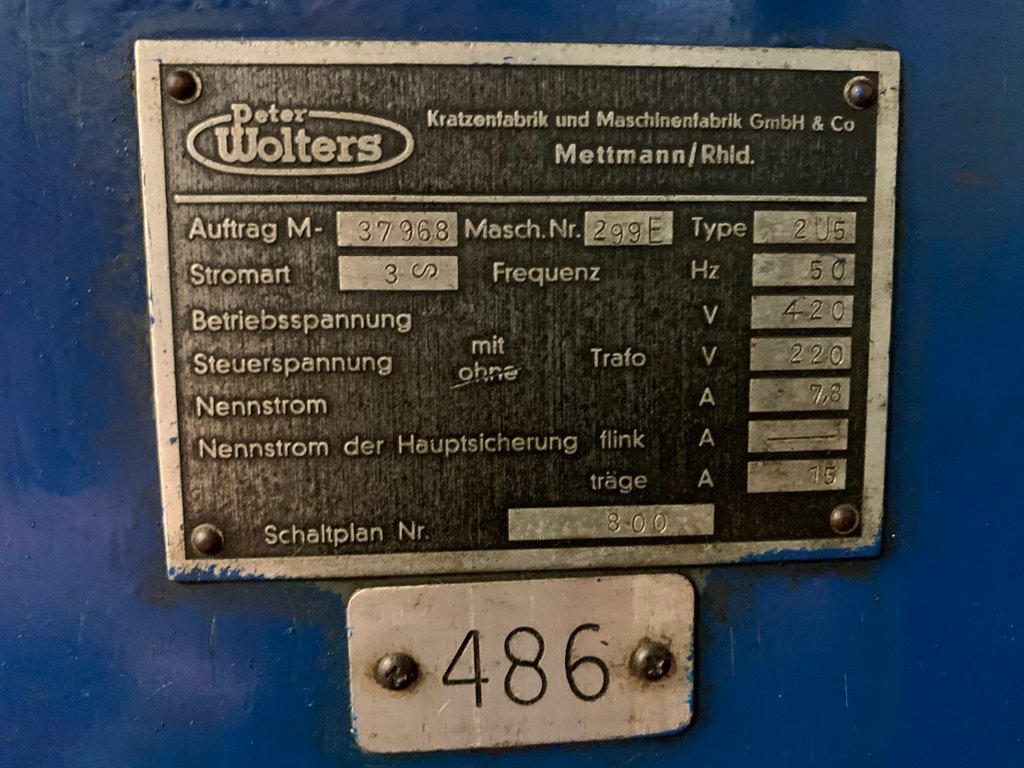 Peter
Wolters
Kratzenfabrik und Maschinenfabrik GmbH & Co
Mettmann/Rhld.
Auftrag M- 37968 Masch. Nr. 299E Type 2U5
Stromart 3 ∽ Frequenz Hz 50
Betriebsspannung V 420
Steuerspannung mit ohne Trafo V 220
Nennstrom A 7,8
Nennstrom der Hauptsicherung flink A —
träge A 15
Schaltplan Nr. 800
486